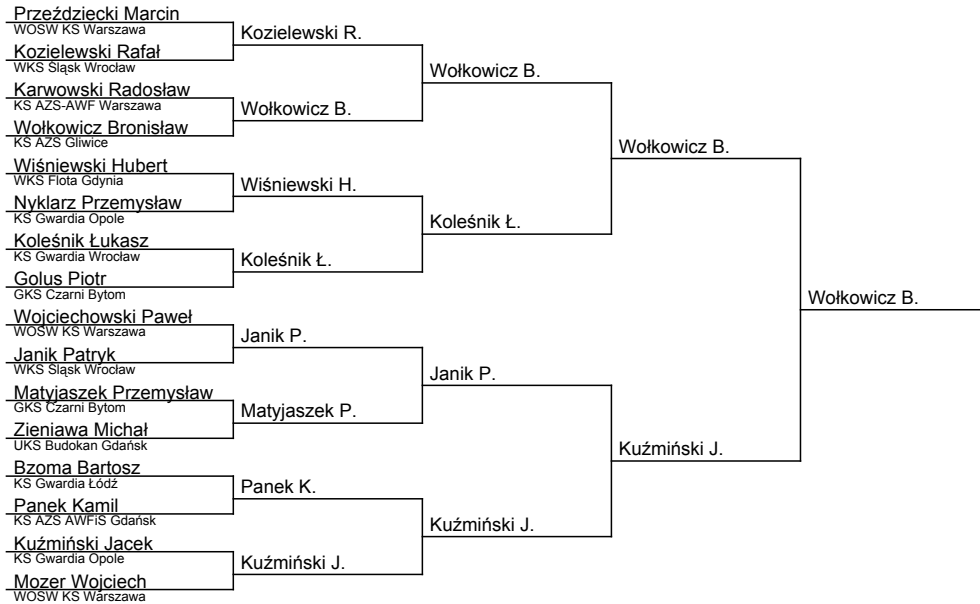 Przeździecki Marcin
WOSW KS Warszawa
Kozielewski Rafał
WKS Śląsk Wrocław
Karwowski Radosław
KS AZS-AWF Warszawa
Wołkowicz Bronisław
KS AZS Gliwice
Wiśniewski Hubert
WKS Flota Gdynia
Nyklarz Przemysław
KS Gwardia Opole
Koleśnik Łukasz
KS Gwardia Wrocław
Golus Piotr
GKS Czarni Bytom
Wojciechowski Paweł
WOSW KS Warszawa
Janik Patryk
WKS Śląsk Wrocław
Matyjaszek Przemysław
GKS Czarni Bytom
Zieniawa Michał
UKS Budokan Gdańsk
Bzoma Bartosz
KS Gwardia Łódź
Panek Kamil
KS AZS AWFiS Gdańsk
Kuźmiński Jacek
KS Gwardia Opole
Mozer Wojciech
WOSW KS Warszawa
Kozielewski R.
Wołkowicz B.
Wiśniewski H.
Koleśnik Ł.
Janik P.
Matyjaszek P.
Panek K.
Kuźmiński J.
Wołkowicz B.
Koleśnik Ł.
Janik P.
Kuźmiński J.
Wołkowicz B.
Kuźmiński J.
Wołkowicz B.